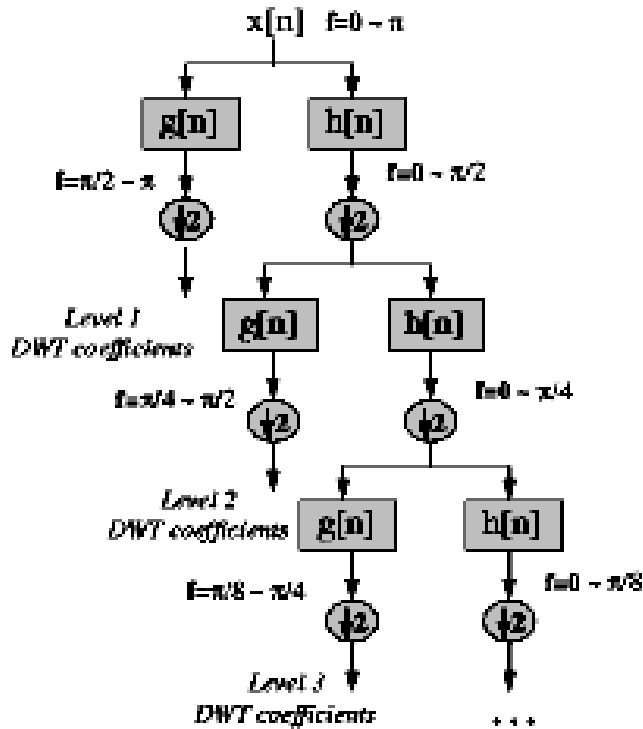 x[n] f=0 ~ π
g[n] h[n]
f=π/2 ~ π f=0 ~ π/2
↓2 ↓2
Level 1
DWT coefficients
g[n] h[n]
f=π/4 ~ π/2 f=0 ~ π/4
↓2 ↓2
Level 2
DWT coefficients
g[n] h[n]
f=π/8 ~ π/4 f=0 ~ π/8
↓2 ↓2
Level 3
DWT coefficients
...